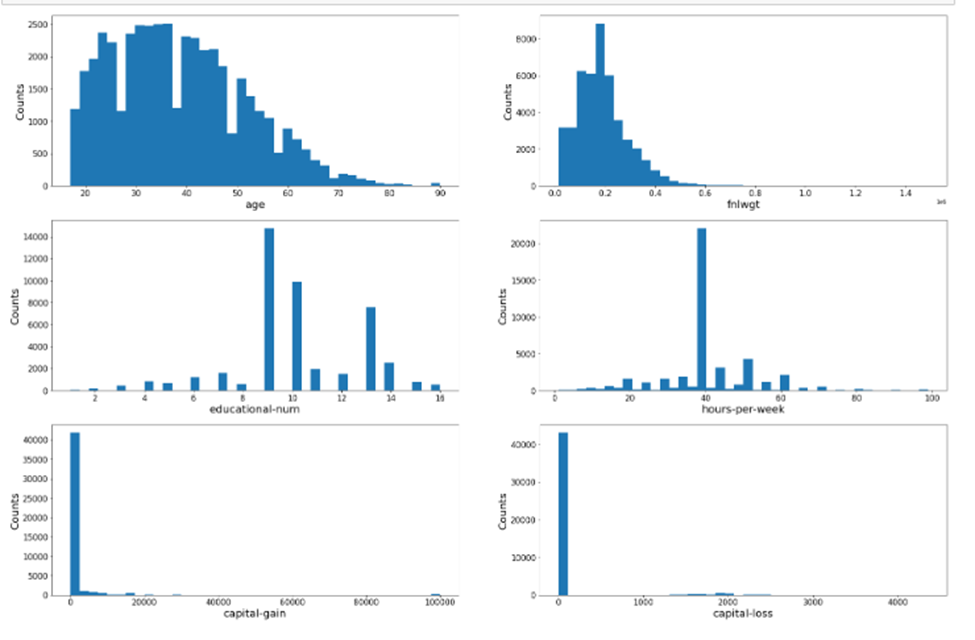 2500
2000
1500
1000
500
0
Counts
20 30 40 50 60 70 80 90
age
8000
6000
4000
2000
0
Counts
0.0 0.2 0.4 0.6 0.8 1.0 1.2 1.4
1e6
fnlwgt
14000
12000
10000
8000
6000
4000
2000
0
Counts
2 4 6 8 10 12 14 16
educational-num
20000
15000
10000
5000
0
Counts
0 20 40 60 80 100
hours-per-week
40000
35000
30000
25000
20000
15000
10000
5000
0
Counts
0 20000 40000 60000 80000 100000
capital-gain
40000
30000
20000
10000
0
Counts
0 1000 2000 3000 4000
capital-loss